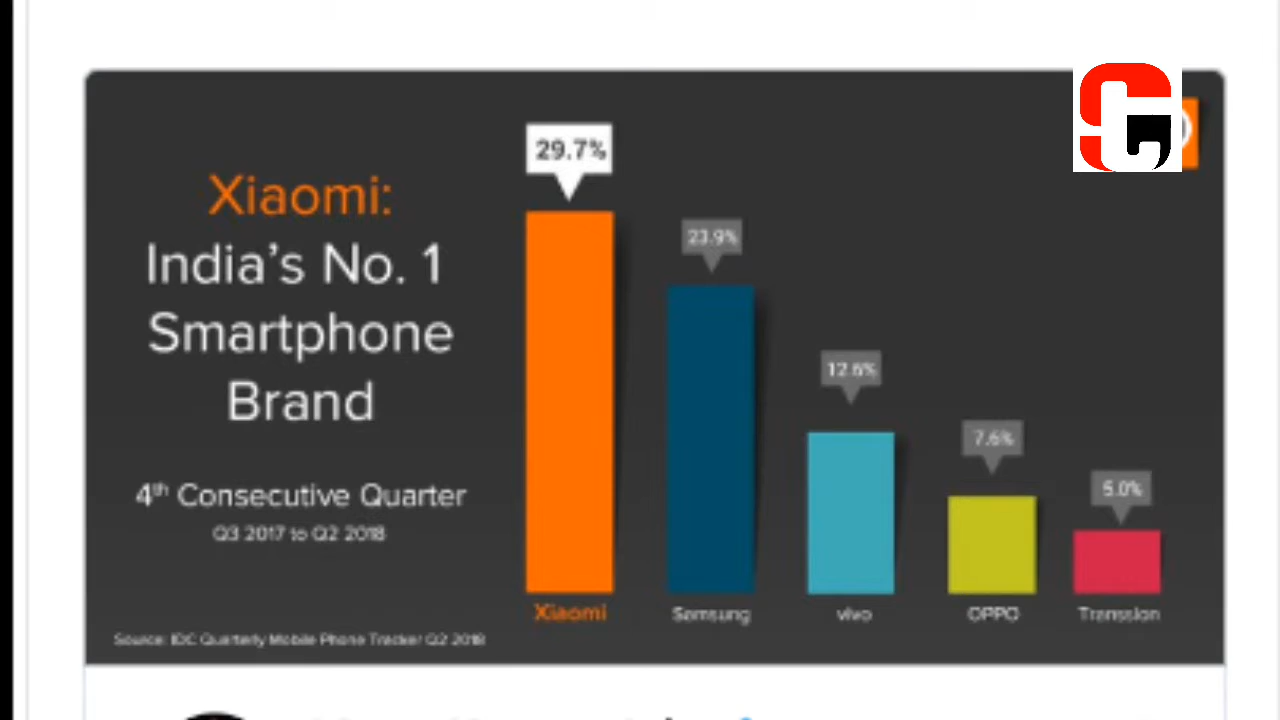 Xiaomi:
India's No. 1
Smartphone
Brand
4th Consecutive Quarter
Q3 2017 to Q2 2018
Source: IDC Quarterly Mobile Phone Tracker Q2 2018
29.7%
23.9%
12.6%
7.6%
5.0%
Xiaomi
Samsung
vivo
OPPO
Transsion